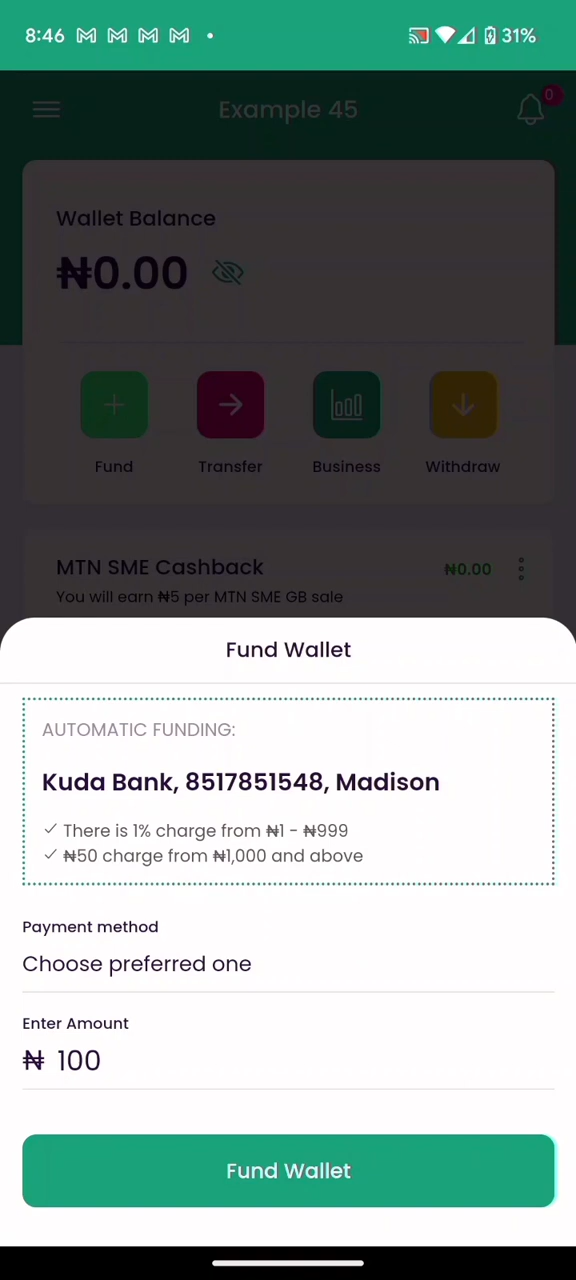 8:46
31%
Example 45
0
Wallet Balance
₦0.00
Fund
Transfer
Business
Withdraw
MTN SME Cashback
₦0.00
You will earn ₦5 per MTN SME GB sale
Fund Wallet
AUTOMATIC FUNDING:
Kuda Bank, 8517851548, Madison
There is 1% charge from ₦1 - ₦999
₦50 charge from ₦1,000 and above
Payment method
Choose preferred one
Enter Amount
₦ 100
Fund Wallet